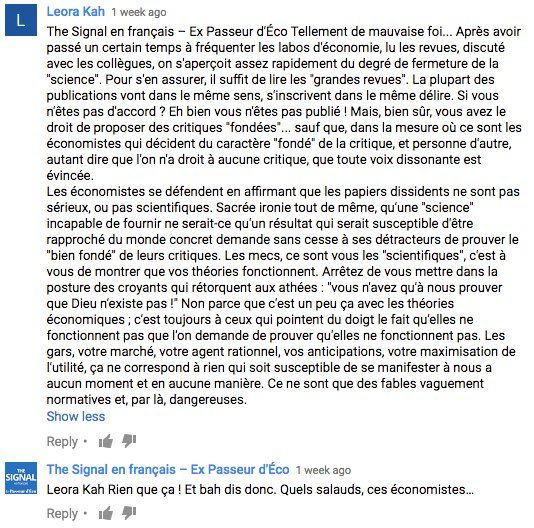 L
Leora Kah 1 week ago
The Signal en français – Ex Passeur d'Éco Tellement de mauvaise foi... Après avoir
passé un certain temps à fréquenter les labos d'économie, lu les revues, discuté
avec les collègues, on s'aperçoit assez rapidement du degré de fermeture de la
"science". Pour s'en assurer, il suffit de lire les "grandes revues". La plupart des
publications vont dans le même sens, s'inscrivent dans le même délire. Si vous
n'êtes pas d'accord ? Eh bien vous n'êtes pas publié ! Mais, bien sûr, vous avez le
droit de proposer des critiques "fondées"... sauf que, dans la mesure où ce sont les
économistes qui décident du caractère "fondé" de la critique, et personne d'autre,
autant dire que l'on n'a droit à aucune critique, que toute voix dissonante est
évincée.
Les économistes se défendent en affirmant que les papiers dissidents ne sont pas
sérieux, ou pas scientifiques. Sacrée ironie tout de même, qu'une "science"
incapable de fournir ne serait-ce qu'un résultat qui serait susceptible d'être
rapproché du monde concret demande sans cesse à ses détracteurs de prouver le
"bien fondé" de leurs critiques. Les mecs, ce sont vous les "scientifiques", c'est à
vous de montrer que vos théories fonctionnent. Arrêtez de vous mettre dans la
posture des croyants qui rétorquent aux athées : "vous n'avez qu'à nous prouver
que Dieu n'existe pas !" Non parce que c'est un peu ça avec les théories
économiques ; c'est toujours à ceux qui pointent du doigt le fait qu'elles ne
fonctionnent pas que l'on demande de prouver qu'elles ne fonctionnent pas. Les
gars, votre marché, votre agent rationnel, vos anticipations, votre maximisation de
l'utilité, ça ne correspond à rien qui soit susceptible de se manifester à nous a
aucun moment et en aucune manière. Ce ne sont que des fables vaguement
normatives et, par là, dangereuses.
Show less
Reply •
THE
SIGNAL
Le Passeur d'Éco
The Signal en français – Ex Passeur d'Éco 1 week ago
Leora Kah Rien que ça ! Et bah dis donc. Quels salauds, ces économistes…
Reply •